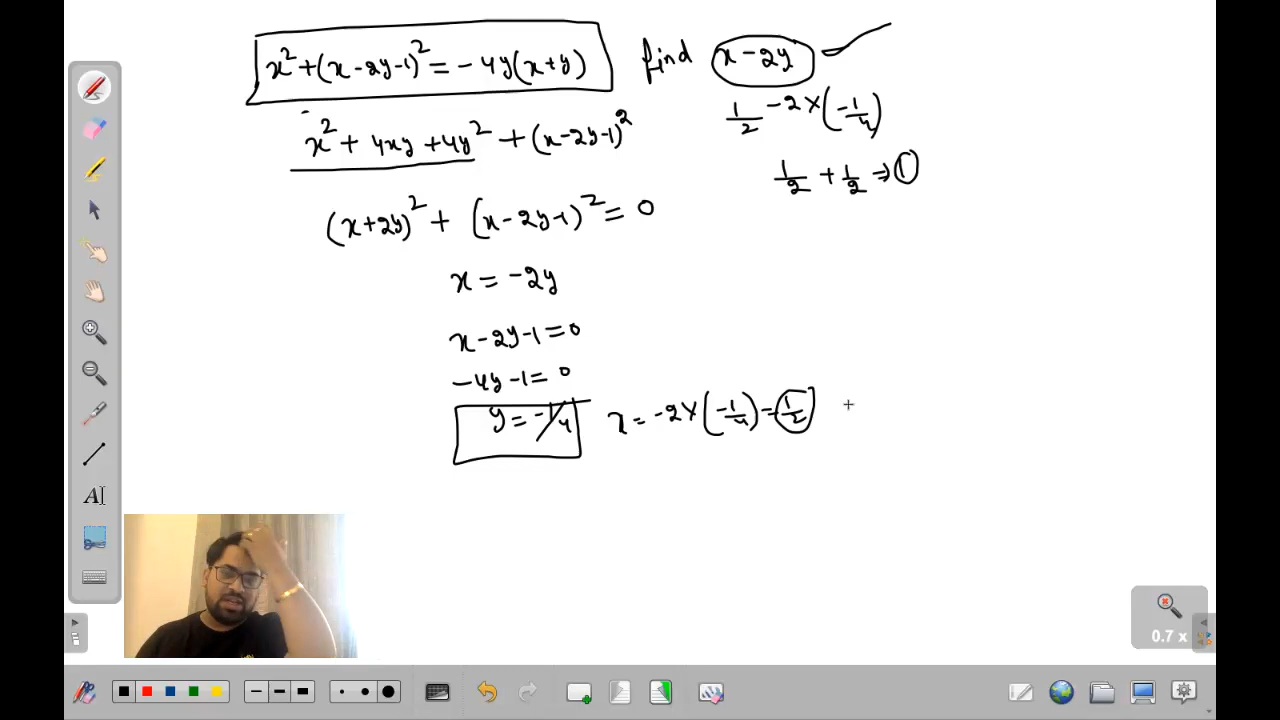 x² + (x-2y-1)² = -4y(x+y) find x-2y
1/2 -2×(-1/4)
x² + 4xy + 4y² + (x-2y-1)²
1/2 + 1/2 ⇒ 1
(x+2y)² + (x-2y-1)² = 0
x = -2y
x-2y-1=0
-4y-1=0
y = -1/4 x = -2×(-1/4) = 1/2
0.7 x